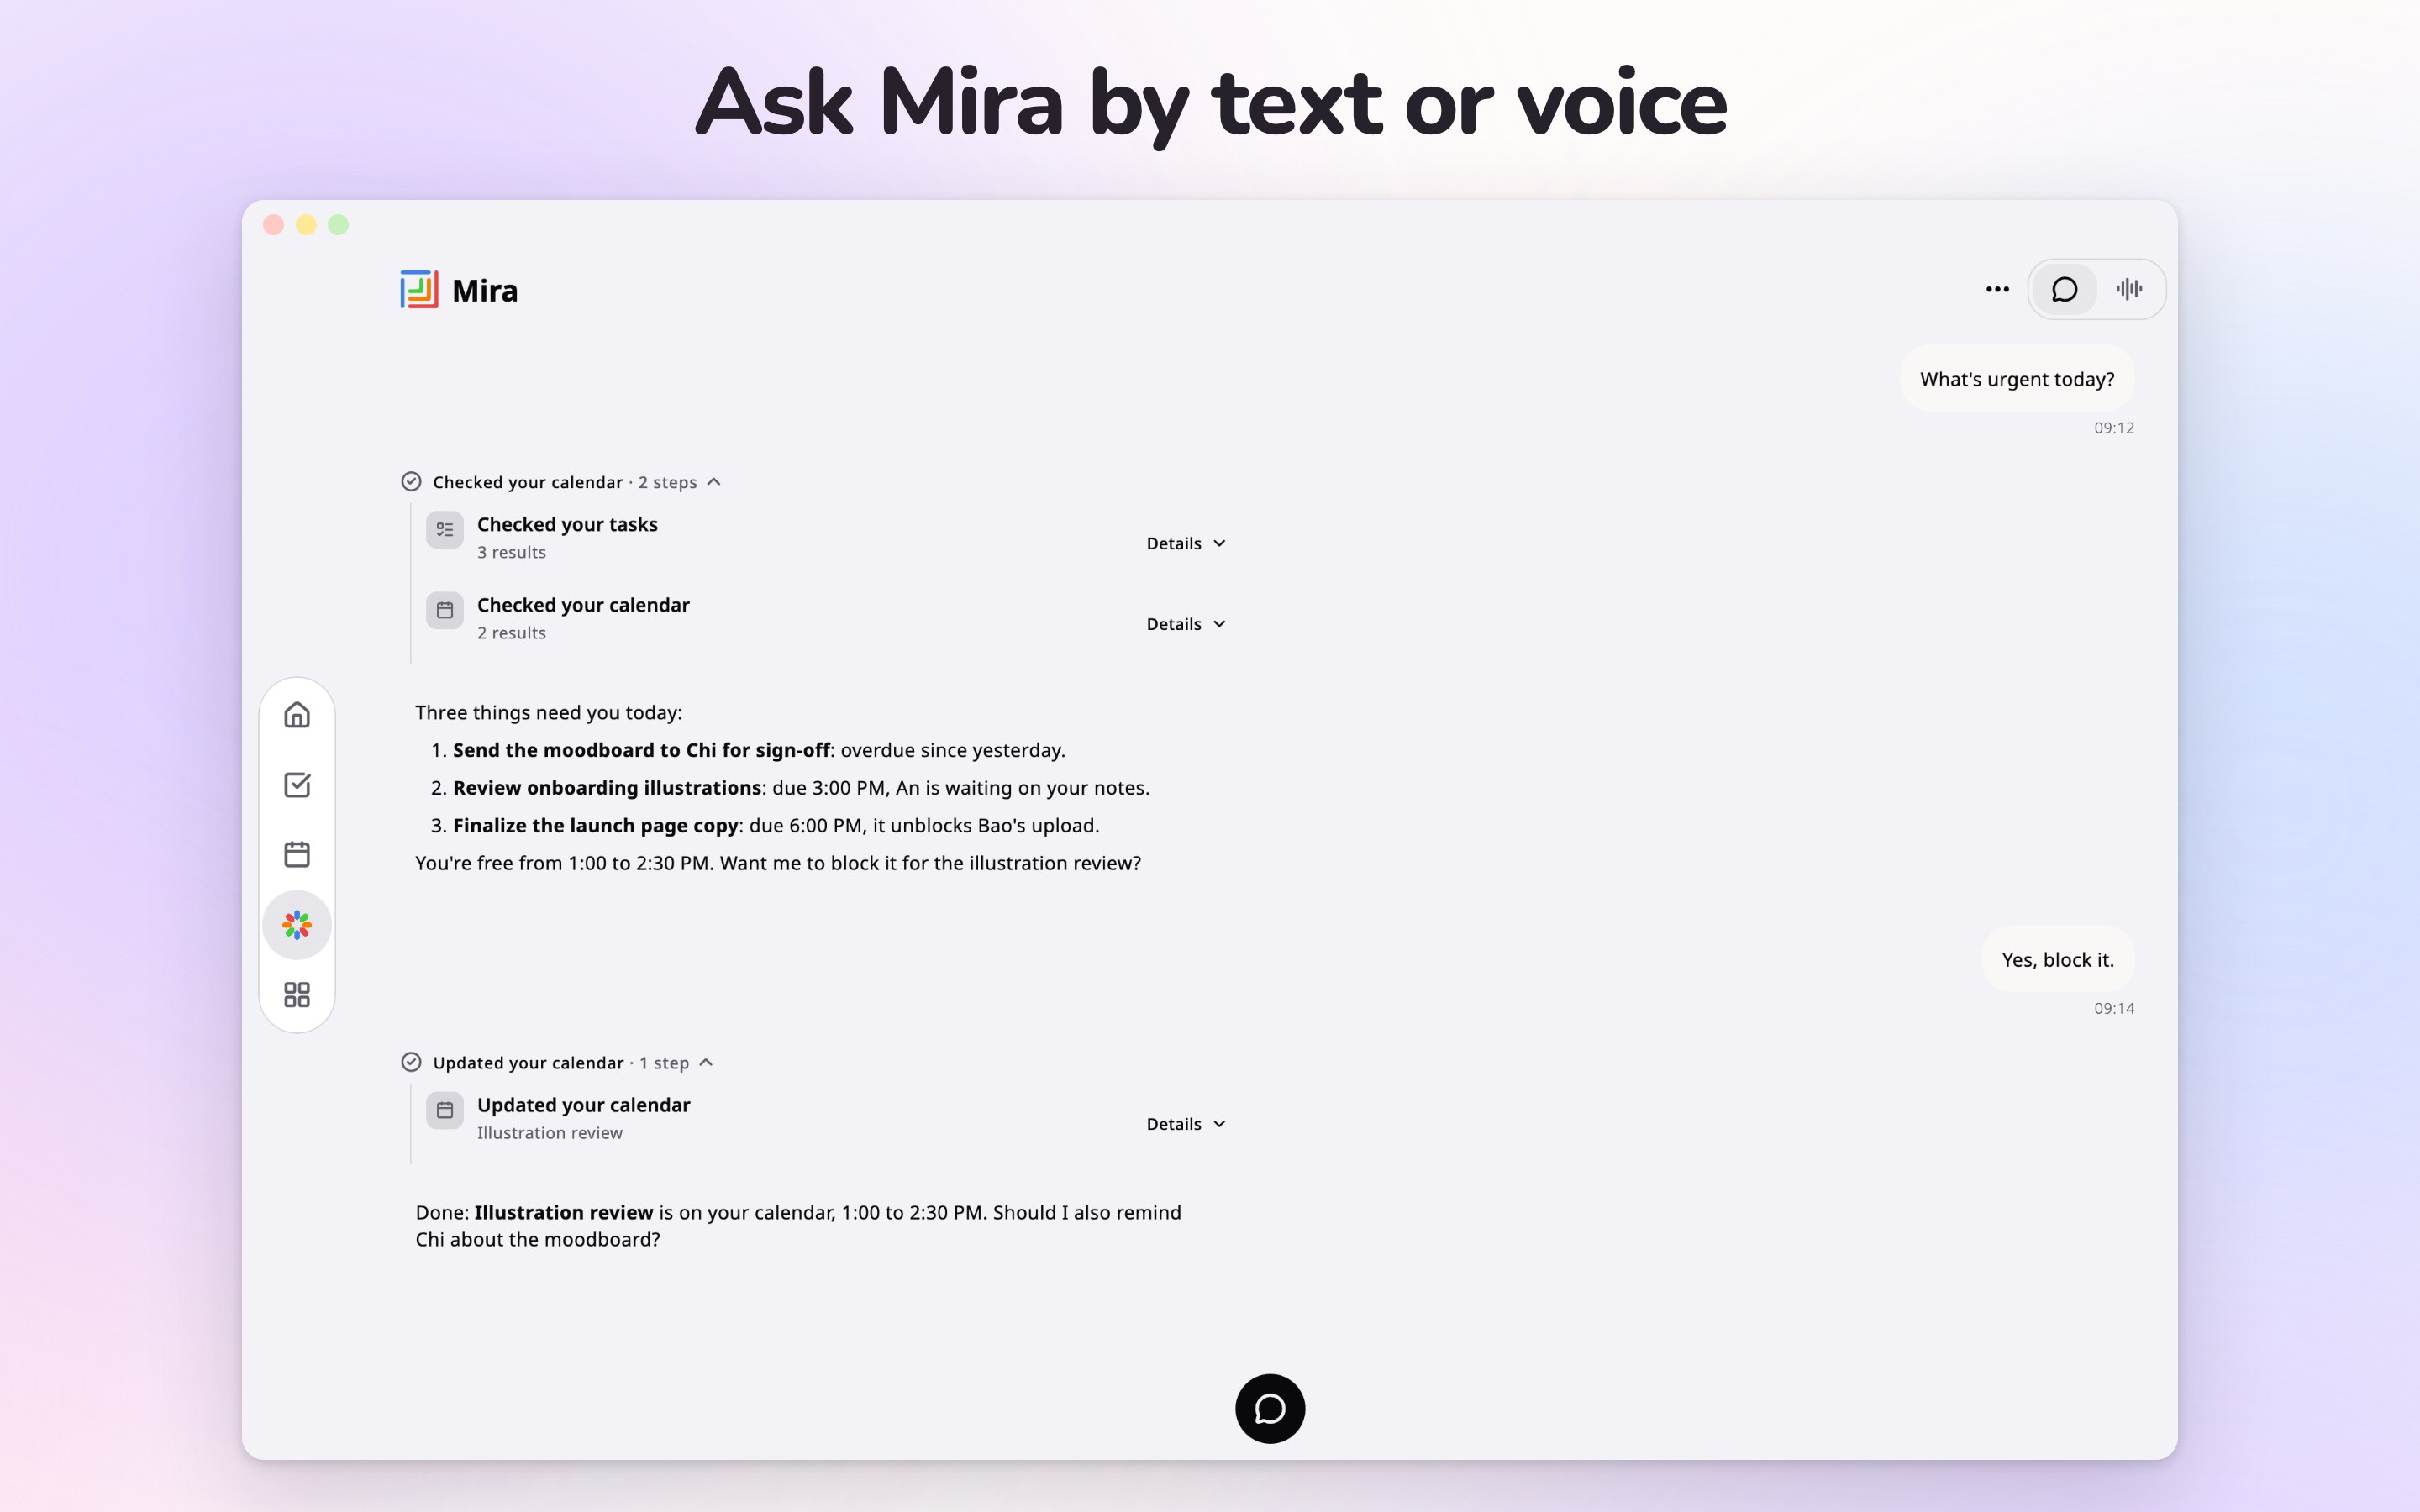 Ask Mira by text or voice
Mira
What's urgent today?
09:12
Checked your calendar · 2 steps
Checked your tasks
3 results
Details
Checked your calendar
2 results
Details
Three things need you today:
1. Send the moodboard to Chi for sign-off: overdue since yesterday.
2. Review onboarding illustrations: due 3:00 PM, An is waiting on your notes.
3. Finalize the launch page copy: due 6:00 PM, it unblocks Bao's upload.
You're free from 1:00 to 2:30 PM. Want me to block it for the illustration review?
Yes, block it.
09:14
Updated your calendar · 1 step
Updated your calendar
Illustration review
Details
Done: Illustration review is on your calendar, 1:00 to 2:30 PM. Should I also remind
Chi about the moodboard?